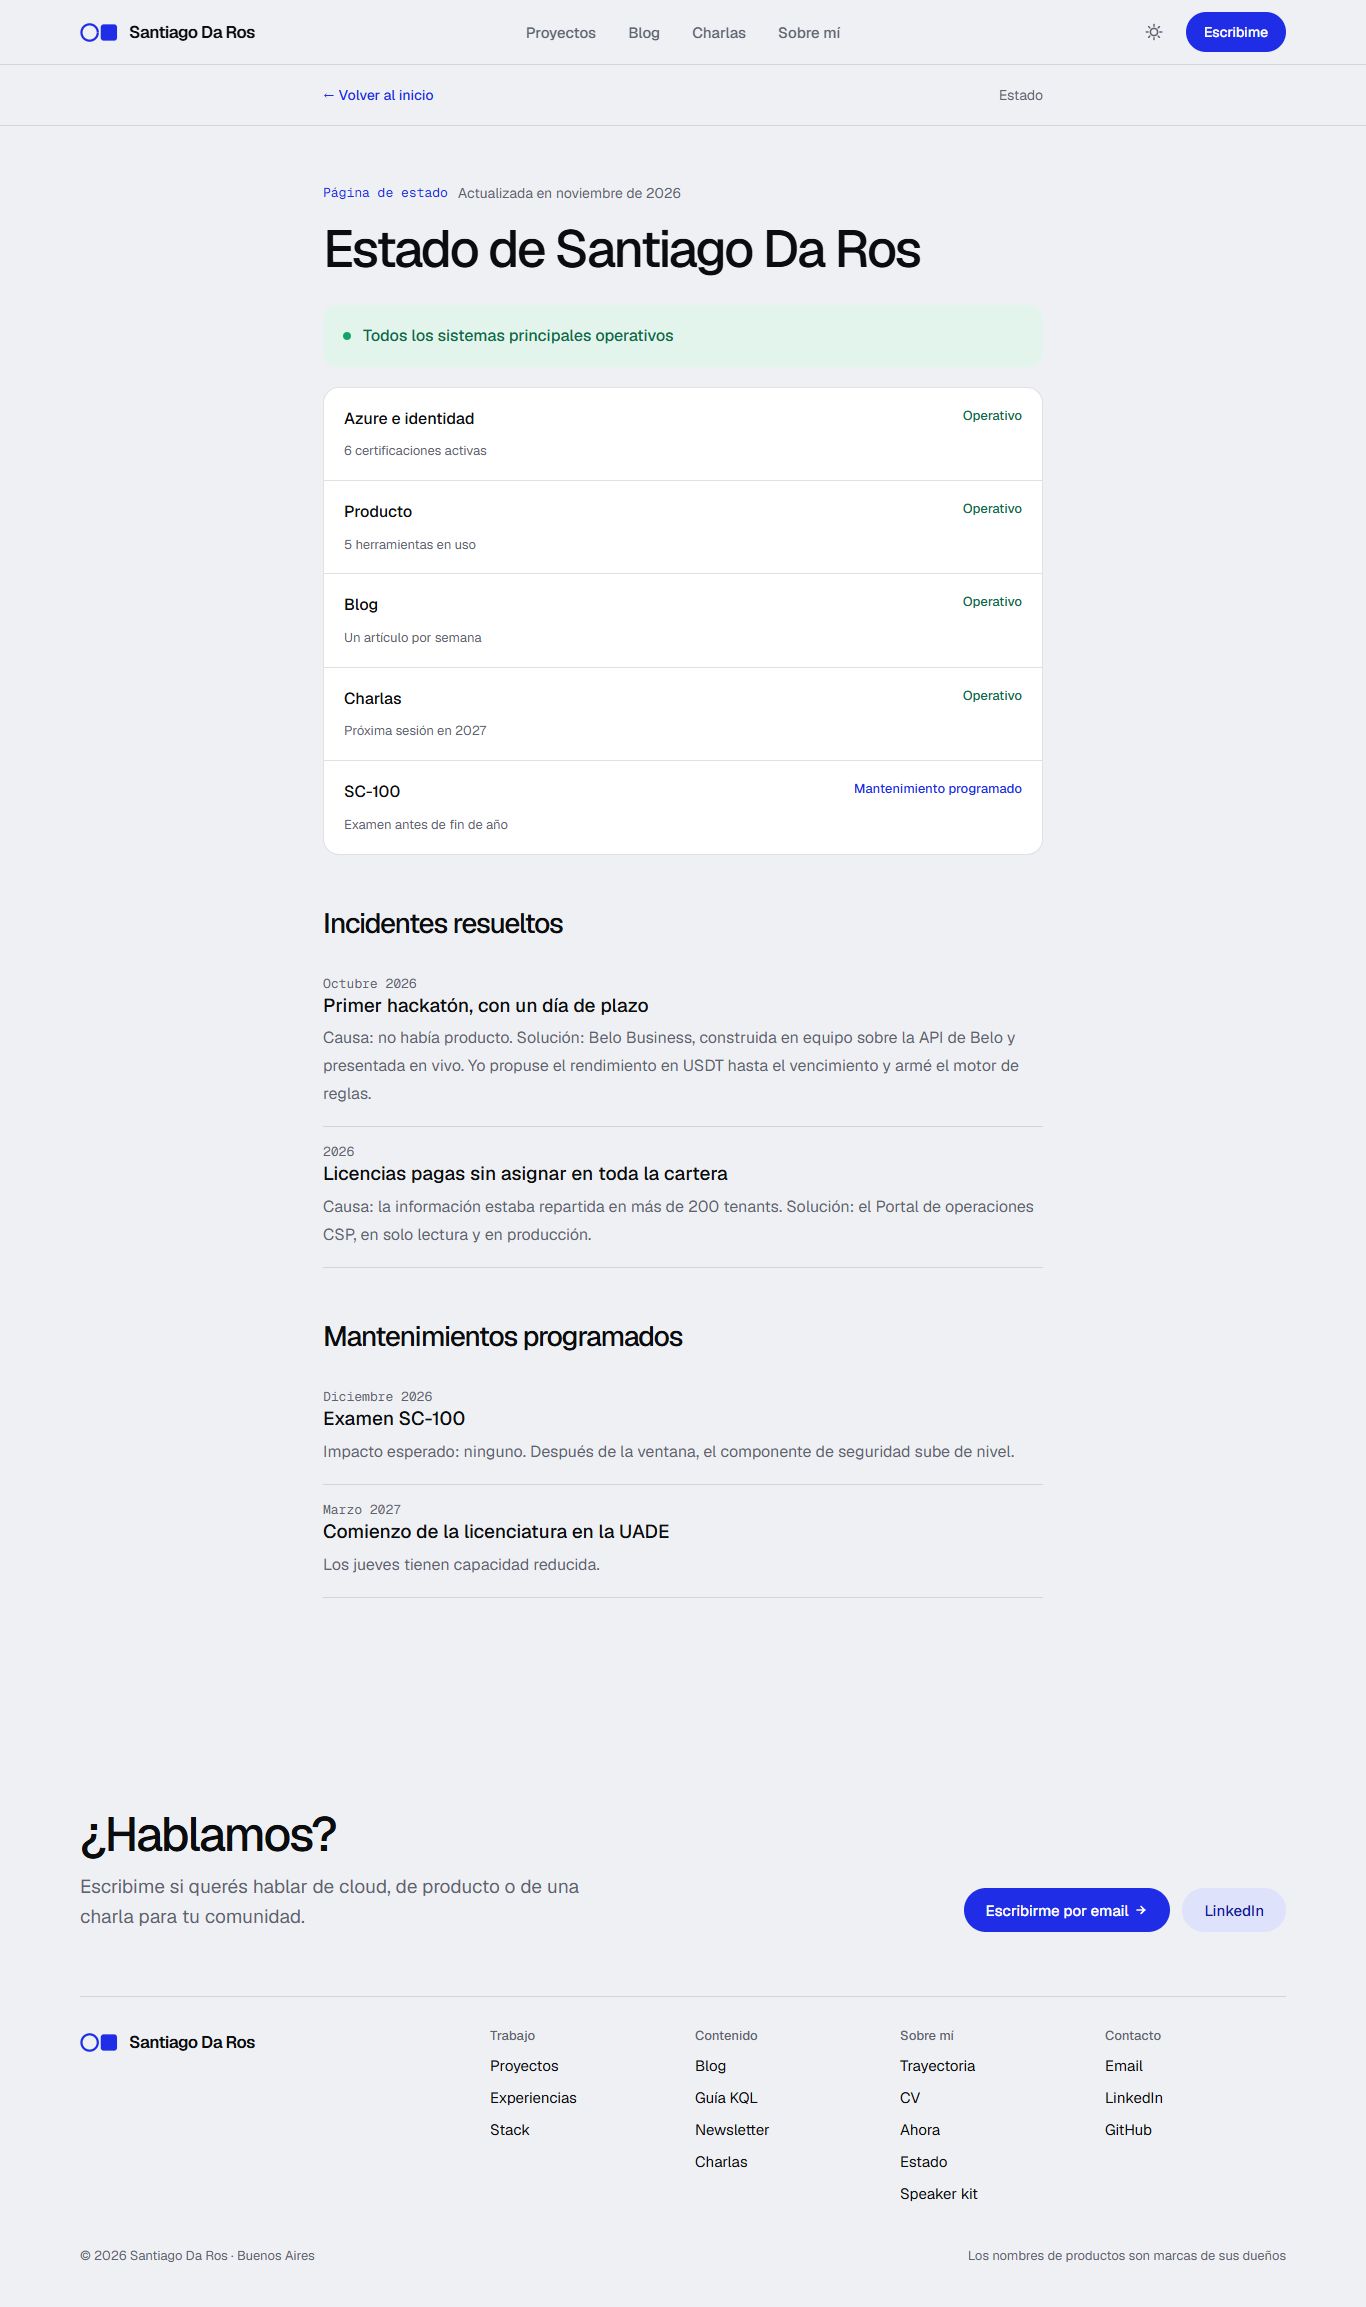 Santiago Da Ros
Proyectos
Blog
Charlas
Sobre mí
Escribime
← Volver al inicio
Estado
Página de estado Actualizada en noviembre de 2026
Estado de Santiago Da Ros
Todos los sistemas principales operativos
Azure e identidad
Operativo
6 certificaciones activas
Producto
Operativo
5 herramientas en uso
Blog
Operativo
Un artículo por semana
Charlas
Operativo
Próxima sesión en 2027
SC-100
Mantenimiento programado
Examen antes de fin de año
Incidentes resueltos
Octubre 2026
Primer hackatón, con un día de plazo
Causa: no había producto. Solución: Belo Business, construida en equipo sobre la API de Belo y
presentada en vivo. Yo propuse el rendimiento en USDT hasta el vencimiento y armé el motor de
reglas.
2026
Licencias pagas sin asignar en toda la cartera
Causa: la información estaba repartida en más de 200 tenants. Solución: el Portal de operaciones
CSP, en solo lectura y en producción.
Mantenimientos programados
Diciembre 2026
Examen SC-100
Impacto esperado: ninguno. Después de la ventana, el componente de seguridad sube de nivel.
Marzo 2027
Comienzo de la licenciatura en la UADE
Los jueves tienen capacidad reducida.
¿Hablamos?
Escribime si querés hablar de cloud, de producto o de una
charla para tu comunidad.
Escribirme por email →
LinkedIn
Santiago Da Ros
Trabajo
Proyectos
Experiencias
Stack
Contenido
Blog
Guía KQL
Newsletter
Charlas
Sobre mí
Trayectoria
CV
Ahora
Estado
Speaker kit
Contacto
Email
LinkedIn
GitHub
© 2026 Santiago Da Ros · Buenos Aires
Los nombres de productos son marcas de sus dueños